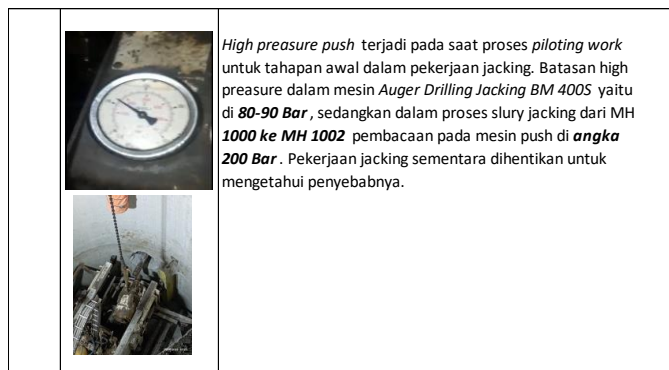 High preasure push terjadi pada saat proses piloting work
untuk tahapan awal dalam pekerjaan jacking. Batasan high
preasure dalam mesin Auger Drilling Jacking BM 400S yaitu
di 80-90 Bar , sedangkan dalam proses slury jacking dari MH
1000 ke MH 1002 pembacaan pada mesin push di angka
200 Bar . Pekerjaan jacking sementara dihentikan untuk
mengetahui penyebabnya.